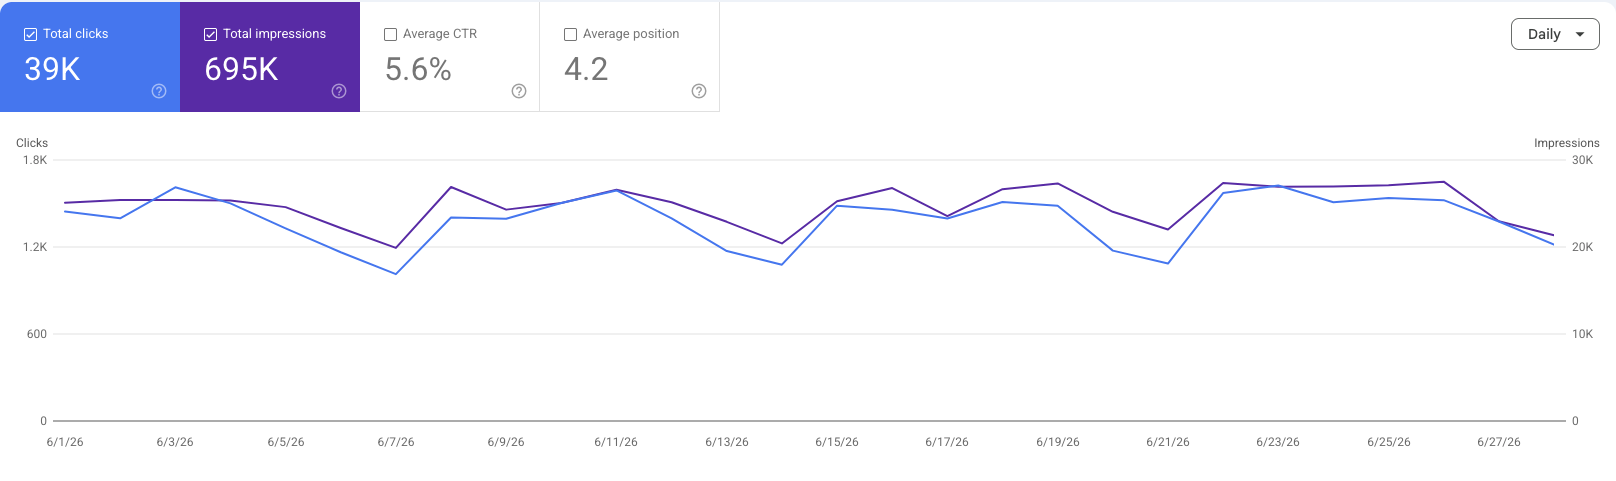 Total clicks
39K
Total impressions
695K
Average CTR
5.6%
Average position
4.2
Daily
Clicks
Impressions
1.8K
1.2K
600
0
30K
20K
10K
0
6/1/26 6/3/26 6/5/26 6/7/26 6/9/26 6/11/26 6/13/26 6/15/26 6/17/26 6/19/26 6/21/26 6/23/26 6/25/26 6/27/26